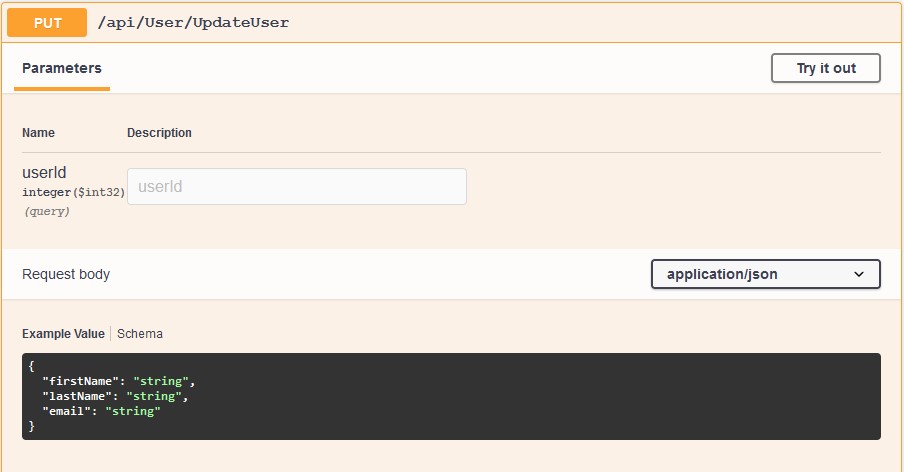 PUT /api/User/UpdateUser
Parameters Try it out
Name Description
userId
integer($int32) userId
(query)
Request body application/json
Example Value Schema
{
"firstName": "string",
"lastName": "string",
"email": "string"
}